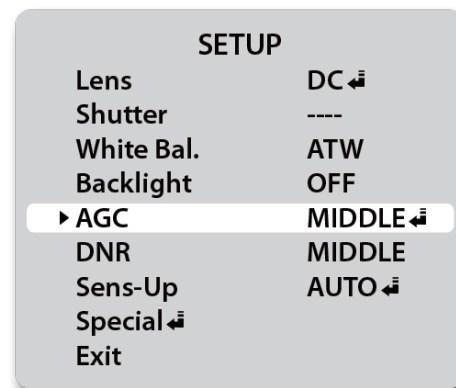 SETUP
Lens DC↲
Shutter ----
White Bal. ATW
Backlight OFF
▶ AGC MIDDLE↲
DNR MIDDLE
Sens-Up AUTO↲
Special↲
Exit